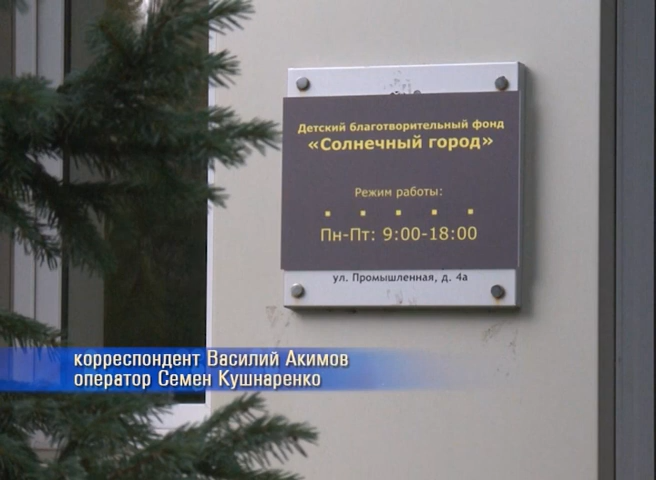 Детский благотворительный фонд
«Солнечный город»
Режим работы:
Пн-Пт: 9:00-18:00
ул. Промышленная, д. 4а
корреспондент Василий Акимов
оператор Семен Кушнаренко